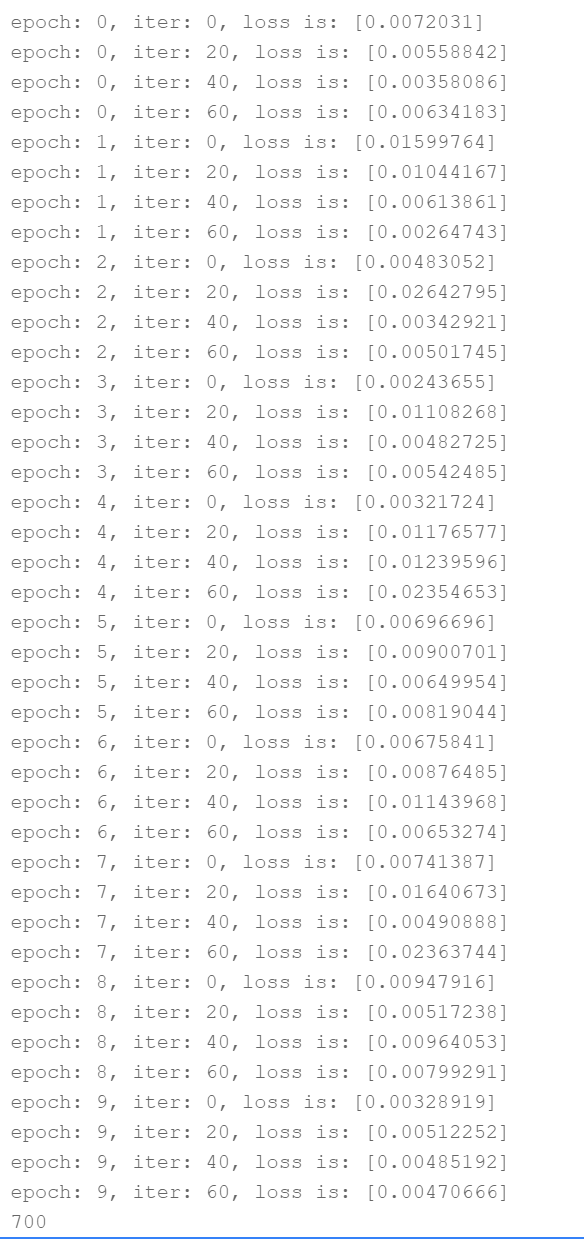 epoch: 0, iter: 0, loss is: [0.0072031]
epoch: 0, iter: 20, loss is: [0.00558842]
epoch: 0, iter: 40, loss is: [0.00358086]
epoch: 0, iter: 60, loss is: [0.00634183]
epoch: 1, iter: 0, loss is: [0.01599764]
epoch: 1, iter: 20, loss is: [0.01044167]
epoch: 1, iter: 40, loss is: [0.00613861]
epoch: 1, iter: 60, loss is: [0.00264743]
epoch: 2, iter: 0, loss is: [0.00483052]
epoch: 2, iter: 20, loss is: [0.02642795]
epoch: 2, iter: 40, loss is: [0.00342921]
epoch: 2, iter: 60, loss is: [0.00501745]
epoch: 3, iter: 0, loss is: [0.00243655]
epoch: 3, iter: 20, loss is: [0.01108268]
epoch: 3, iter: 40, loss is: [0.00482725]
epoch: 3, iter: 60, loss is: [0.00542485]
epoch: 4, iter: 0, loss is: [0.00321724]
epoch: 4, iter: 20, loss is: [0.01176577]
epoch: 4, iter: 40, loss is: [0.01239596]
epoch: 4, iter: 60, loss is: [0.02354653]
epoch: 5, iter: 0, loss is: [0.00696696]
epoch: 5, iter: 20, loss is: [0.00900701]
epoch: 5, iter: 40, loss is: [0.00649954]
epoch: 5, iter: 60, loss is: [0.00819044]
epoch: 6, iter: 0, loss is: [0.00675841]
epoch: 6, iter: 20, loss is: [0.00876485]
epoch: 6, iter: 40, loss is: [0.01143968]
epoch: 6, iter: 60, loss is: [0.00653274]
epoch: 7, iter: 0, loss is: [0.00741387]
epoch: 7, iter: 20, loss is: [0.01640673]
epoch: 7, iter: 40, loss is: [0.00490888]
epoch: 7, iter: 60, loss is: [0.02363744]
epoch: 8, iter: 0, loss is: [0.00947916]
epoch: 8, iter: 20, loss is: [0.00517238]
epoch: 8, iter: 40, loss is: [0.00964053]
epoch: 8, iter: 60, loss is: [0.00799291]
epoch: 9, iter: 0, loss is: [0.00328919]
epoch: 9, iter: 20, loss is: [0.00512252]
epoch: 9, iter: 40, loss is: [0.00485192]
epoch: 9, iter: 60, loss is: [0.00470666]
700